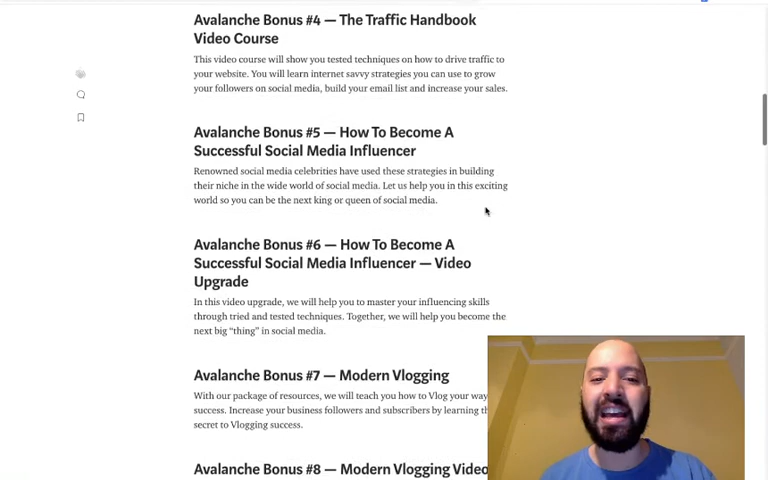 Avalanche Bonus #4 — The Traffic Handbook
Video Course
This video course will show you tested techniques on how to drive traffic to
your website. You will learn internet savvy strategies you can use to grow
your followers on social media, build your email list and increase your sales.
Avalanche Bonus #5 — How To Become A
Successful Social Media Influencer
Renowned social media celebrities have used these strategies in building
their niche in the wide world of social media. Let us help you in this exciting
world so you can be the next king or queen of social media.
Avalanche Bonus #6 — How To Become A
Successful Social Media Influencer — Video
Upgrade
In this video upgrade, we will help you to master your influencing skills
through tried and tested techniques. Together, we will help you become the
next big “thing” in social media.
Avalanche Bonus #7 — Modern Vlogging
With our package of resources, we will teach you how to Vlog your way
success. Increase your business followers and subscribers by learning
secret to Vlogging success.
Avalanche Bonus #8 — Modern Vlogging Video